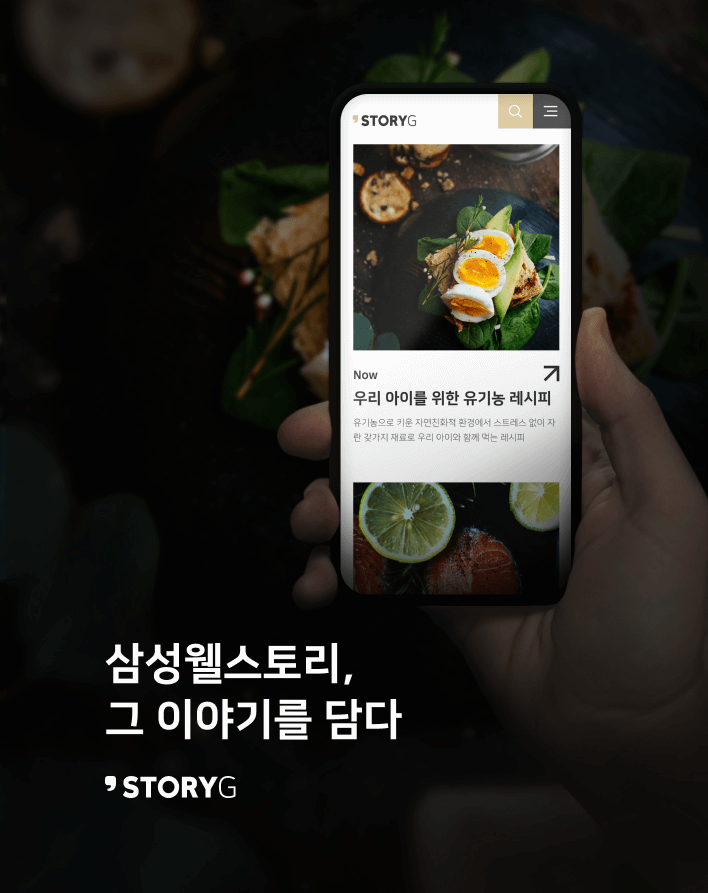 STORYG
Now
우리 아이를 위한 유기농 레시피
유기농으로 키운 자연친화적 환경에서 스트레스 없이 자
란 갖가지 재료로 우리 아이와 함께 먹는 레시피
삼성웰스토리,
그 이야기를 담다
STORYG